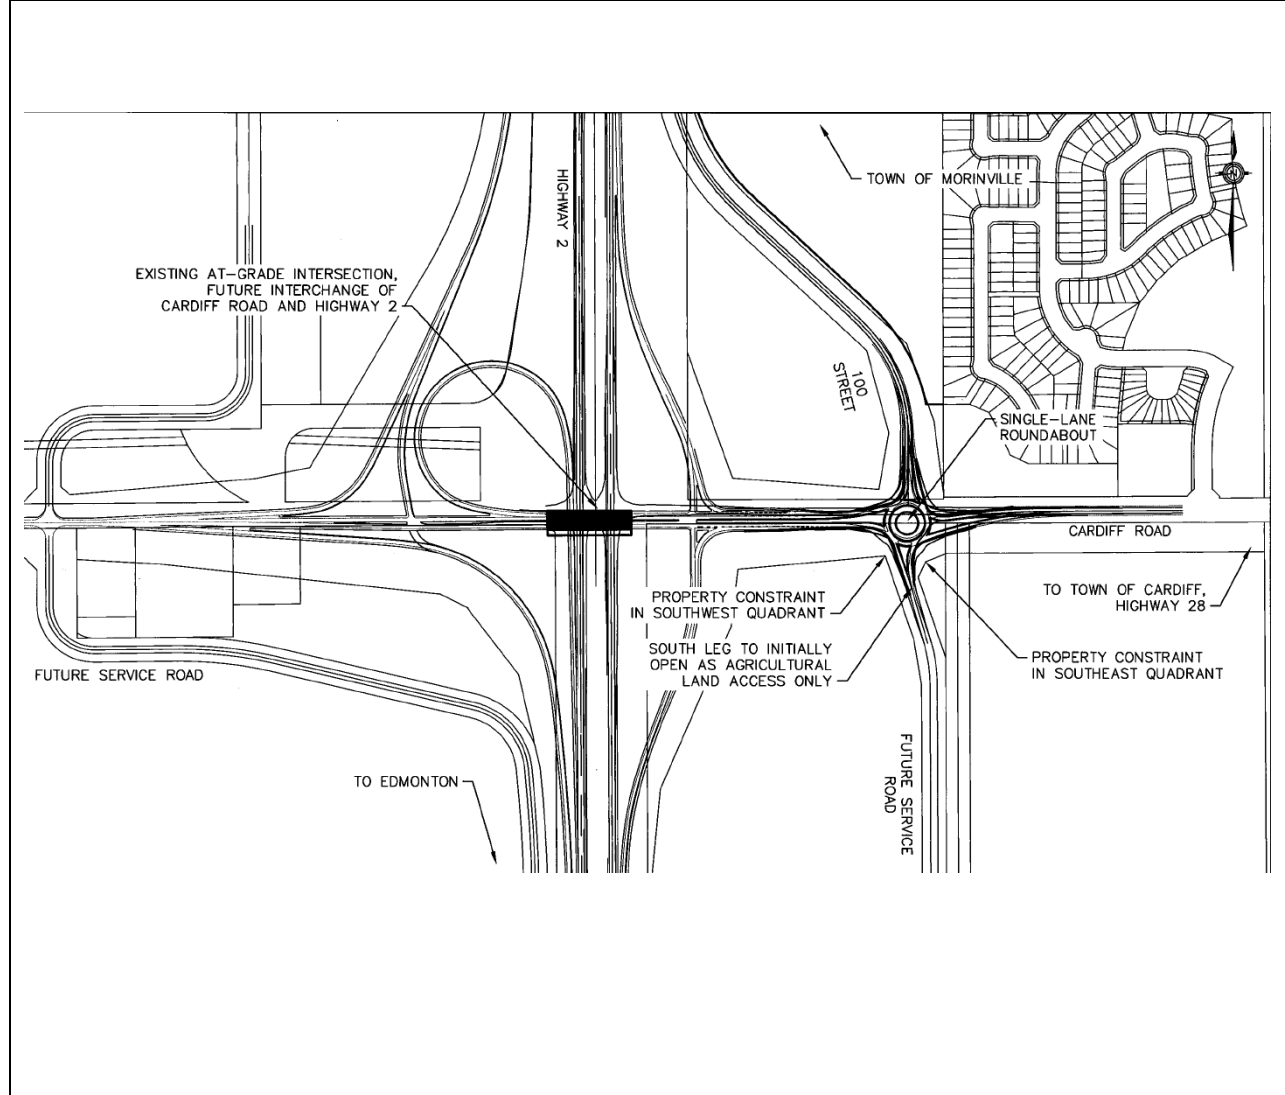 TOWN OF MORINVILLE
N
HIGHWAY 2
EXISTING AT-GRADE INTERSECTION,
FUTURE INTERCHANGE OF
CARDIFF ROAD AND HIGHWAY 2
100
STREET
SINGLE-LANE
ROUNDABOUT
CARDIFF ROAD
PROPERTY CONSTRAINT
IN SOUTHWEST QUADRANT
TO TOWN OF CARDIFF,
HIGHWAY 28
SOUTH LEG TO INITIALLY
OPEN AS AGRICULTURAL
LAND ACCESS ONLY
PROPERTY CONSTRAINT
IN SOUTHEAST QUADRANT
FUTURE SERVICE ROAD
TO EDMONTON
FUTURE SERVICE
ROAD